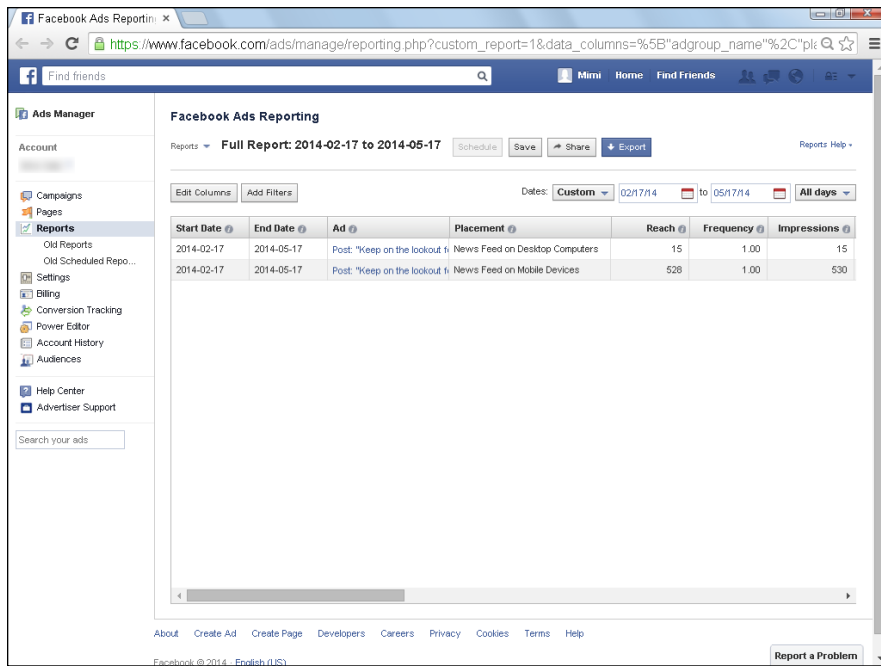 Facebook Ads Reportin
https://www.facebook.com/ads/manage/reporting.php?custom_report=1&data_columns=%5B"adgroup_name"%2C"pla
Find friends
Mimi Home Find Friends
Ads Manager
Account
Campaigns
Pages
Reports
Old Reports
Old Scheduled Repo...
Settings
Billing
Conversion Tracking
Power Editor
Account History
Audiences
Help Center
Advertiser Support
Search your ads
Facebook Ads Reporting
Reports Full Report: 2014-02-17 to 2014-05-17 Schedule Save Share Export Reports Help
Edit Columns Add Filters Dates: Custom 02/17/14 to 05/17/14 All days
Start Date End Date Ad Placement Reach Frequency Impressions
2014-02-17 2014-05-17 Post: "Keep on the lookout f News Feed on Desktop Computers 15 1.00 15
2014-02-17 2014-05-17 Post: "Keep on the lookout f News Feed on Mobile Devices 528 1.00 530
About Create Ad Create Page Developers Careers Privacy Cookies Terms Help
Facebook © 2014 · English (US)
Report a Problem